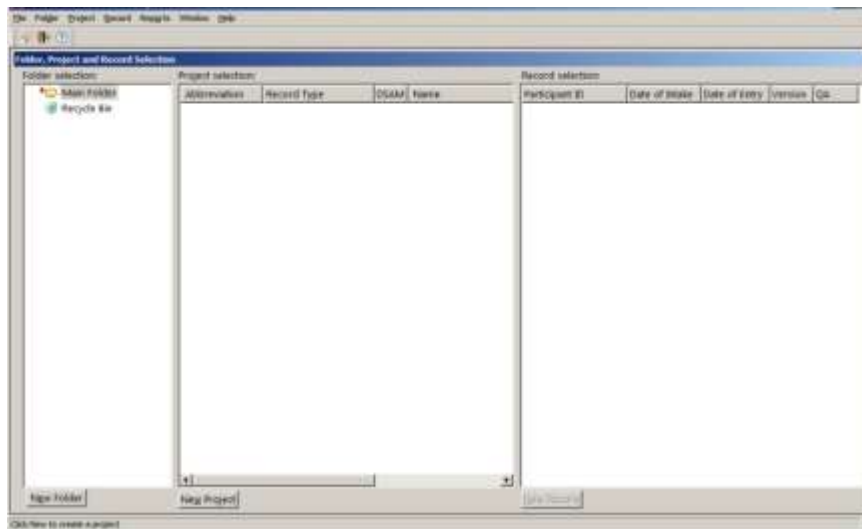 File Folder Project Record Reports Window Help
Folder, Project and Record Selection
Folder selection: Project selection: Record selection:
Main Folder
Recycle Bin
Abbreviation Record Type DSAM Name
Participant ID Date of Intake Date of Entry Version QA
New Folder New Project New Record
Click New to create a project